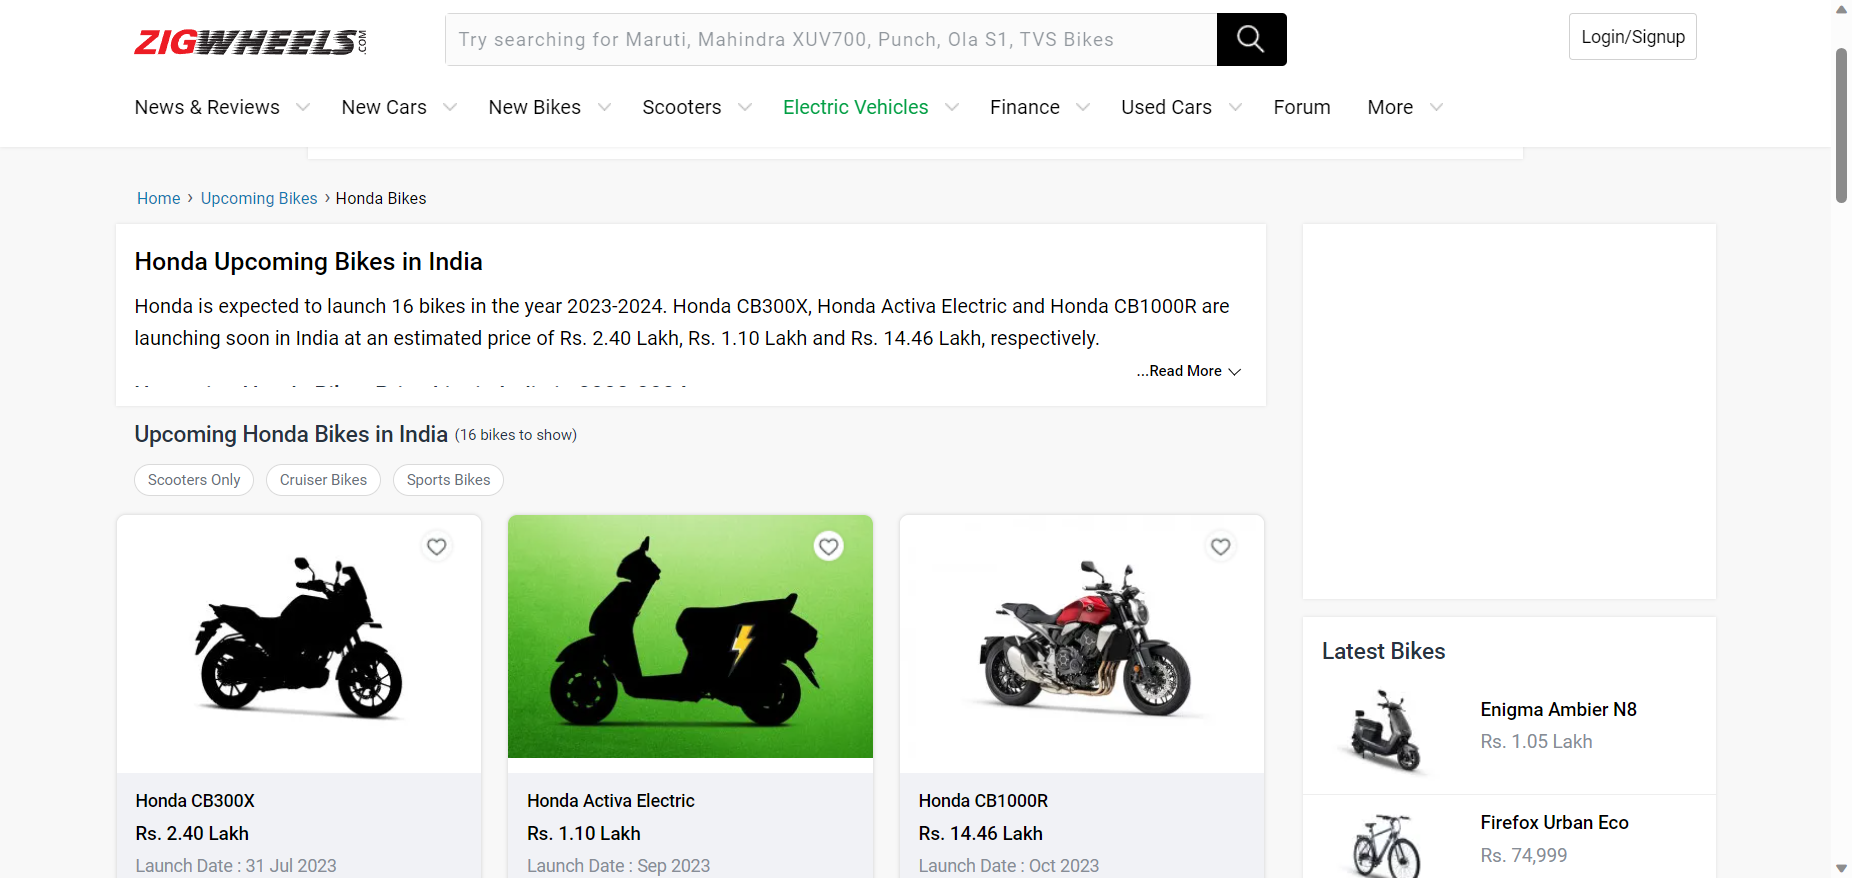 ZIGWHEELS.COM
Try searching for Maruti, Mahindra XUV700, Punch, Ola S1, TVS Bikes
Login/Signup
News & Reviews New Cars New Bikes Scooters Electric Vehicles Finance Used Cars Forum More
Home › Upcoming Bikes › Honda Bikes
Honda Upcoming Bikes in India
Honda is expected to launch 16 bikes in the year 2023-2024. Honda CB300X, Honda Activa Electric and Honda CB1000R are
launching soon in India at an estimated price of Rs. 2.40 Lakh, Rs. 1.10 Lakh and Rs. 14.46 Lakh, respectively.
...Read More
Upcoming Honda Bikes in India (16 bikes to show)
Scooters Only Cruiser Bikes Sports Bikes
Honda CB300X
Rs. 2.40 Lakh
Launch Date : 31 Jul 2023
Honda Activa Electric
Rs. 1.10 Lakh
Launch Date : Sep 2023
Honda CB1000R
Rs. 14.46 Lakh
Launch Date : Oct 2023
Latest Bikes
Enigma Ambier N8
Rs. 1.05 Lakh
Firefox Urban Eco
Rs. 74,999